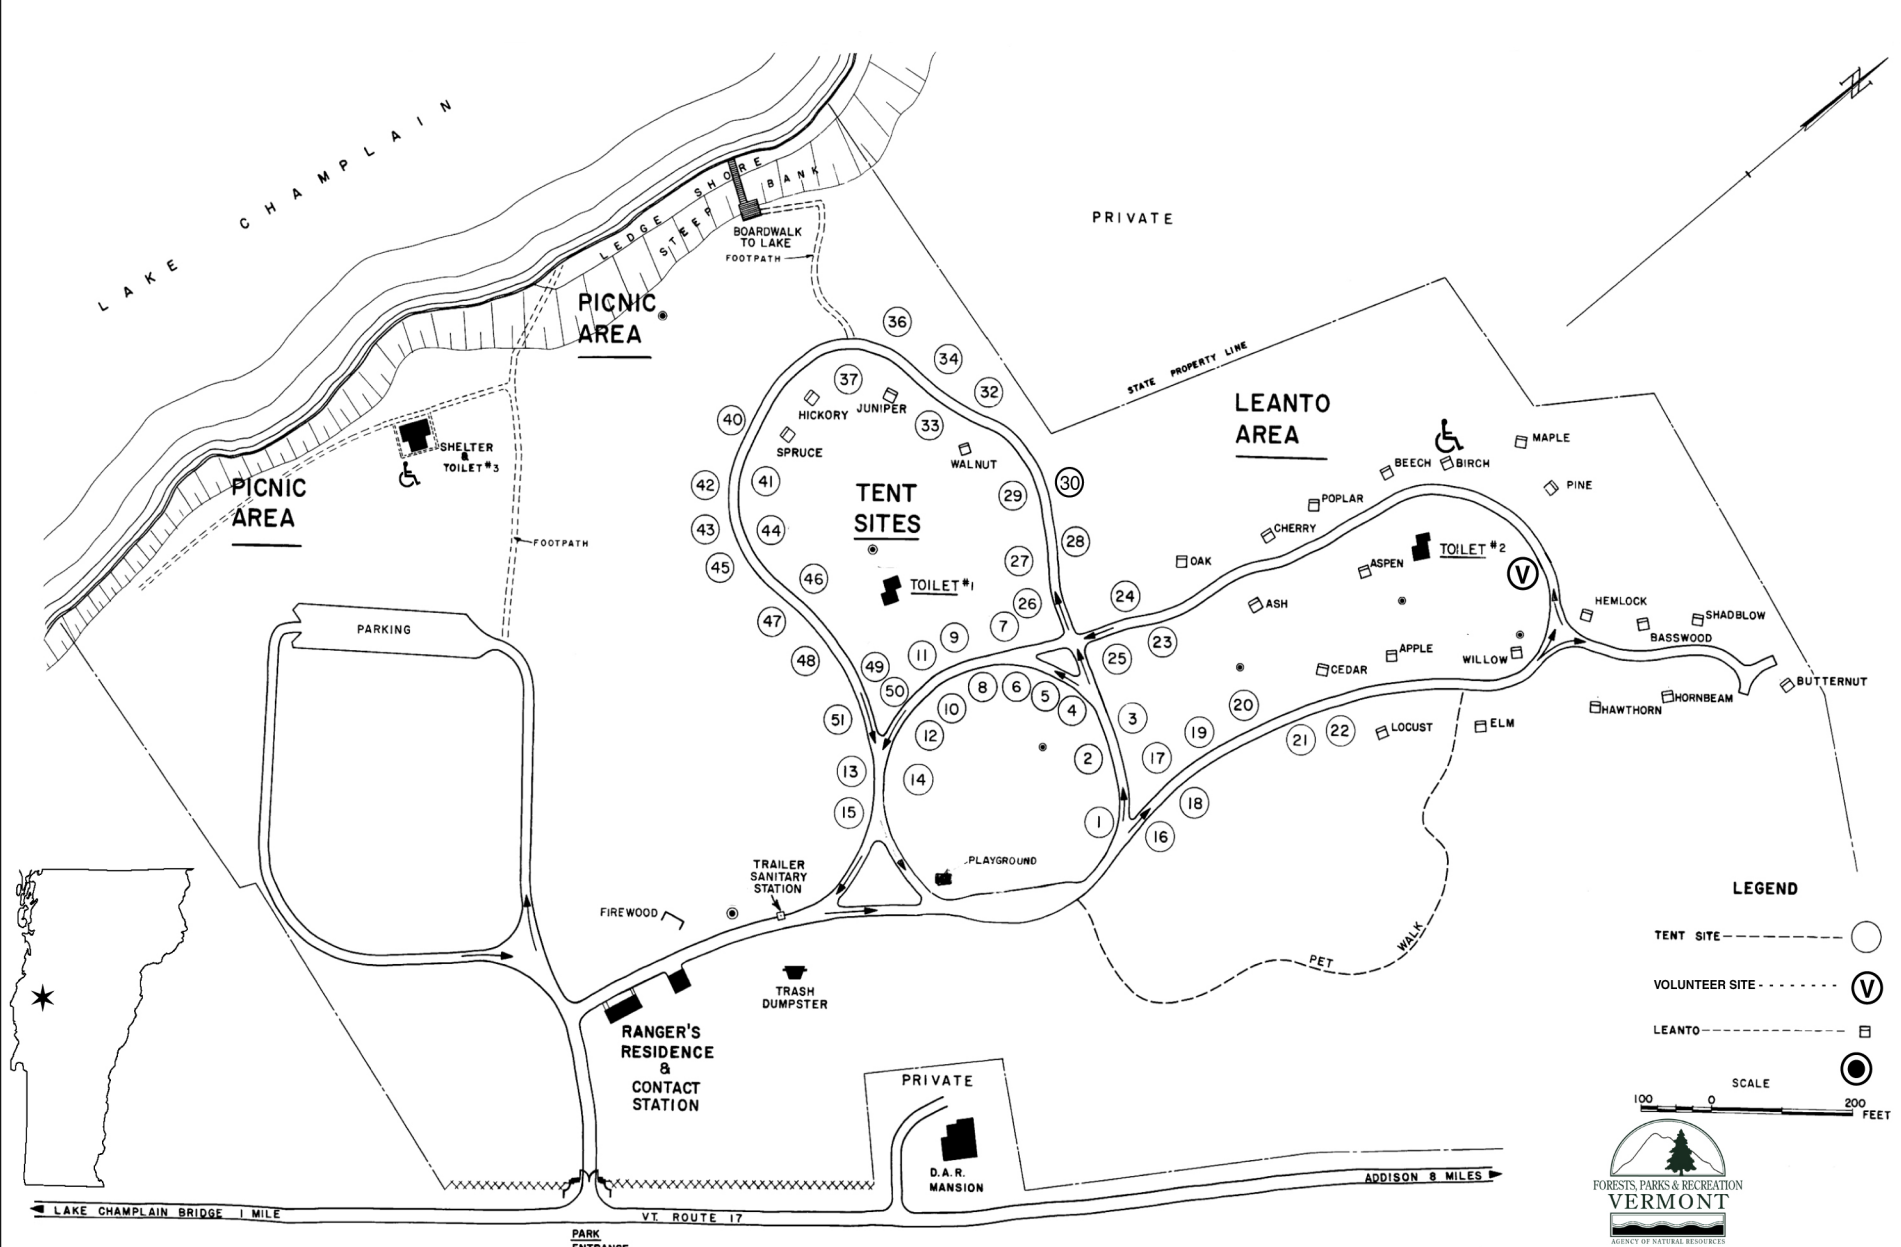 LAKE CHAMPLAIN
LEDGE SHORE
STEEP BANK
BOARDWALK
TO LAKE
FOOTPATH
PRIVATE
PICNIC
AREA
STATE PROPERTY LINE
36
34
32
37
HICKORY
JUNIPER
33
40
SPRUCE
WALNUT
LEANTO
AREA
MAPLE
BEECH
BIRCH
PINE
POPLAR
CHERRY
OAK
SHELTER
&
TOILET #3
PICNIC
AREA
FOOTPATH
42
41
43
44
45
46
47
48
TENT
SITES
TOILET #1
30
29
28
27
26
7
9
11
49
50
51
24
23
25
ASPEN
TOILET #2
V
ASH
HEMLOCK
BASSWOOD
SHADBLOW
APPLE
WILLOW
CEDAR
BUTTERNUT
HAWTHORN
HORNBEAM
LOCUST
ELM
PARKING
8
6
5
4
10
12
3
2
13
14
15
1
20
19
17
18
16
21
22
PLAYGROUND
TRAILER
SANITARY
STATION
FIREWOOD
TRASH
DUMPSTER
PET WALK
RANGER'S
RESIDENCE
&
CONTACT
STATION
PRIVATE
D.A.R.
MANSION
LEGEND
TENT SITE
VOLUNTEER SITE
V
LEANTO
SCALE
100 0 200
FEET
FORESTS, PARKS & RECREATION
VERMONT
AGENCY OF NATURAL RESOURCES
ADDISON 8 MILES
LAKE CHAMPLAIN BRIDGE 1 MILE
VT. ROUTE 17
PARK
ENTRANCE
N